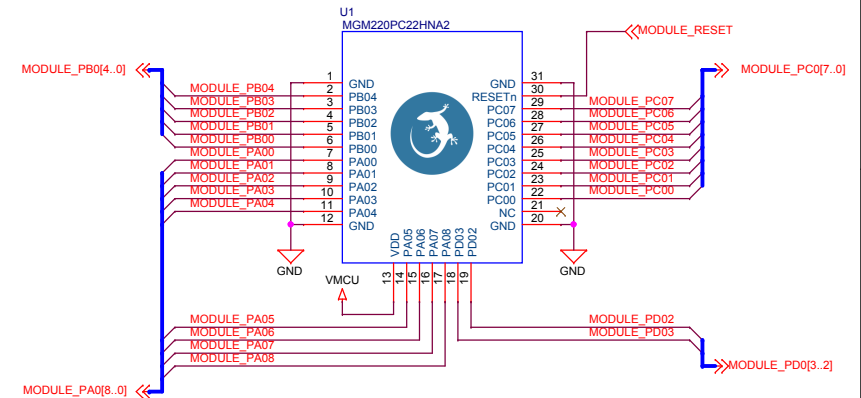 U1
MGM220PC22HNA2
MODULE_RESET
MODULE_PB0[4..0]
MODULE_PC0[7..0]
1 GND
MODULE_PB04 2 PB04
MODULE_PB03 3 PB03
MODULE_PB02 4 PB02
MODULE_PB01 5 PB01
MODULE_PB00 6 PB00
MODULE_PA00 7 PA00
MODULE_PA01 8 PA01
MODULE_PA02 9 PA02
MODULE_PA03 10 PA03
MODULE_PA04 11 PA04
12 GND
GND 31
RESETn 30
PC07 29 MODULE_PC07
PC06 28 MODULE_PC06
PC05 27 MODULE_PC05
PC04 26 MODULE_PC04
PC03 25 MODULE_PC03
PC02 24 MODULE_PC02
PC01 23 MODULE_PC01
PC00 22 MODULE_PC00
NC 21
GND 20
VDD PA05 PA06 PA07 PA08 PD03 PD02
13 14 15 16 17 18 19
GND
GND
VMCU
MODULE_PA05
MODULE_PA06
MODULE_PA07
MODULE_PA08
MODULE_PD02
MODULE_PD03
MODULE_PD0[3..2]
MODULE_PA0[8..0]